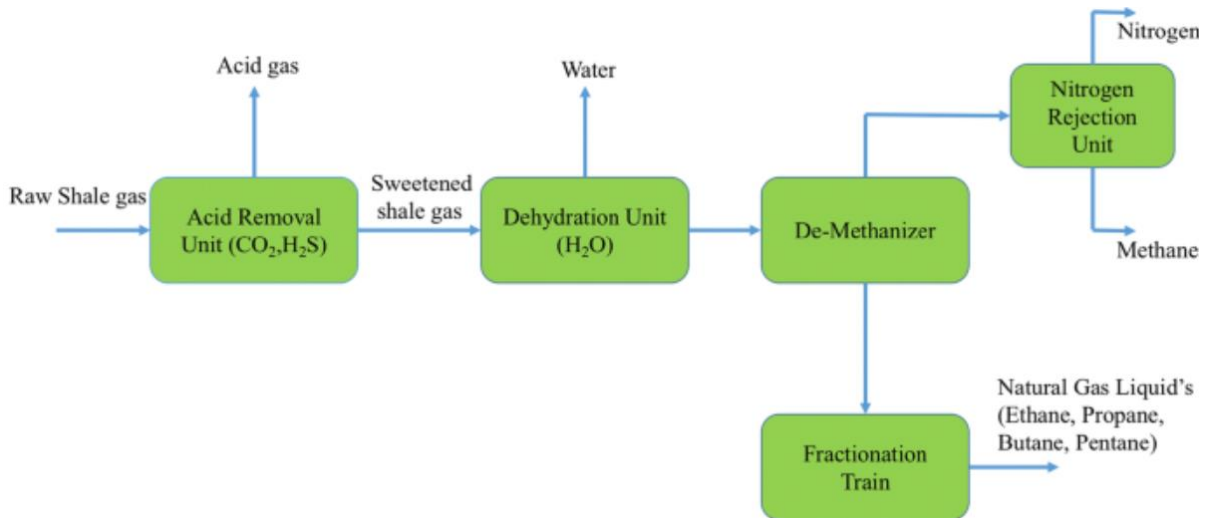 Nitrogen
Acid gas
Water
Nitrogen
Rejection
Unit
Raw Shale gas
Acid Removal
Unit (CO₂,H₂S)
Sweetened
shale gas
Dehydration Unit
(H₂O)
De-Methanizer
Methane
Natural Gas Liquid's
(Ethane, Propane,
Butane, Pentane)
Fractionation
Train